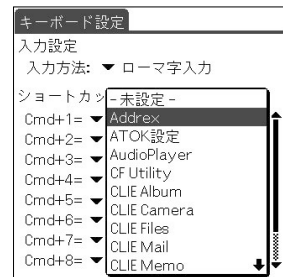 キーボード設定
入力設定
入力方法: ▼ ローマ字入力
ショートカッ
- 未設定 -
Cmd+1= ▼ Addrex
Cmd+2= ▼ ATOK設定
Cmd+3= ▼ AudioPlayer
Cmd+4= ▼ CF Utility
Cmd+5= ▼ CLIE Album
Cmd+6= ▼ CLIE Camera
CLIE Files
Cmd+7= ▼ CLIE Mail
Cmd+8= ▼ CLIE Memo